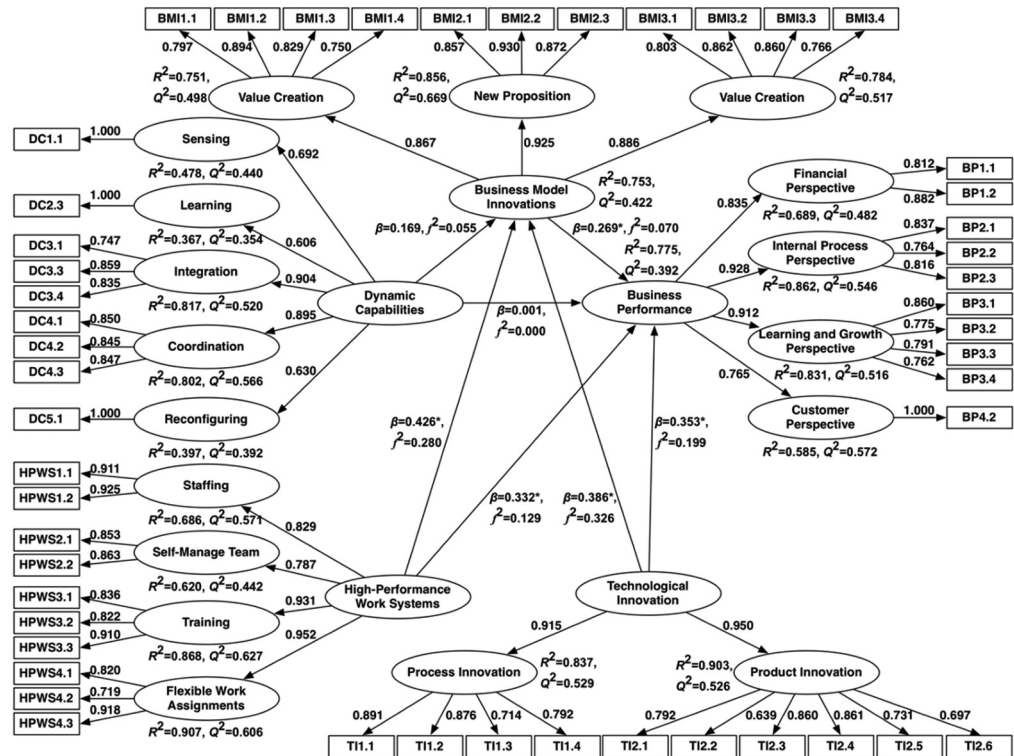 BMI1.1 BMI1.2 BMI1.3 BMI1.4 BMI2.1 BMI2.2 BMI2.3 BMI3.1 BMI3.2 BMI3.3 BMI3.4
0.797 0.894 0.829 0.750 0.857 0.930 0.872 0.803 0.862 0.860 0.766
R²=0.751,
Q²=0.498
Value Creation
R²=0.856,
Q²=0.669
New Proposition
Value Creation
R²=0.784,
Q²=0.517
0.867 0.925 0.886
DC1.1 1.000 Sensing
R²=0.478, Q²=0.440
0.692
DC2.3 1.000 Learning
R²=0.367, Q²=0.354
0.606
DC3.1 0.747
DC3.3 0.859 Integration
DC3.4 0.835
R²=0.817, Q²=0.520
0.904
DC4.1 0.850
DC4.2 0.845 Coordination
DC4.3 0.847
R²=0.802, Q²=0.566
0.895
DC5.1 1.000 Reconfiguring
R²=0.397, Q²=0.392
0.630
Business Model
Innovations
R²=0.753,
Q²=0.422
β=0.169, f²=0.055
β=0.269*, f²=0.070
R²=0.775,
Q²=0.392
Dynamic
Capabilities
β=0.001,
f²=0.000
Business
Performance
0.835
Financial
Perspective
R²=0.689, Q²=0.482
0.812 BP1.1
0.882 BP1.2
0.928
Internal Process
Perspective
R²=0.862, Q²=0.546
0.837 BP2.1
0.764 BP2.2
0.816 BP2.3
0.912
Learning and Growth
Perspective
R²=0.831, Q²=0.516
0.860 BP3.1
0.775 BP3.2
0.791 BP3.3
0.762 BP3.4
0.765
Customer
Perspective
R²=0.585, Q²=0.572
1.000 BP4.2
β=0.426*,
f²=0.280
β=0.353*,
f²=0.199
β=0.332*,
f²=0.129
β=0.386*,
f²=0.326
HPWS1.1 0.911
HPWS1.2 0.925
Staffing
R²=0.686, Q²=0.571
0.829
HPWS2.1 0.853
HPWS2.2 0.863
Self-Manage Team
R²=0.620, Q²=0.442
0.787
HPWS3.1 0.836
HPWS3.2 0.822
HPWS3.3 0.910
Training
R²=0.868, Q²=0.627
0.931
HPWS4.1 0.820
HPWS4.2 0.719
HPWS4.3 0.918
Flexible Work
Assignments
R²=0.907, Q²=0.606
0.952
High-Performance
Work Systems
Technological
Innovation
0.915 0.950
Process Innovation
R²=0.837,
Q²=0.529
R²=0.903,
Q²=0.526
Product Innovation
0.891 0.876 0.714 0.792 0.792 0.639 0.860 0.861 0.731 0.697
TI1.1 TI1.2 TI1.3 TI1.4 TI2.1 TI2.2 TI2.3 TI2.4 TI2.5 TI2.6